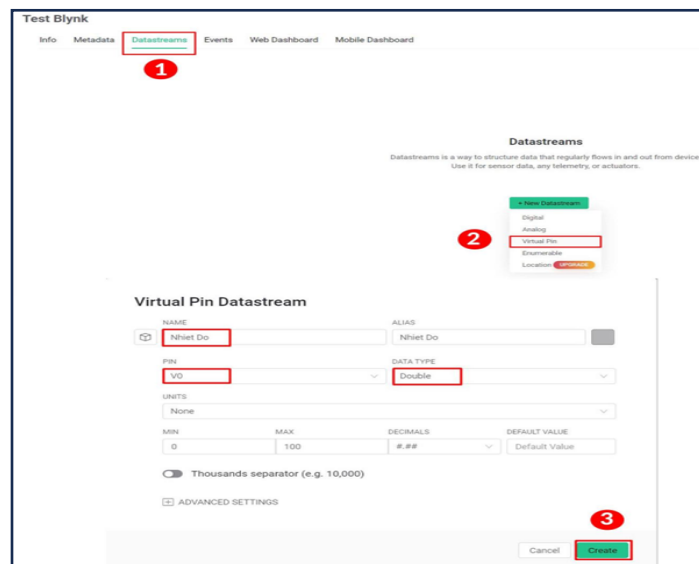 Test Blynk
Info Metadata Datastreams Events Web Dashboard Mobile Dashboard
1
Datastreams
Datastreams is a way to structure data that regularly flows in and out from device
Use it for sensor data, any telemetry, or actuators.
+ New Datastream
Digital
Analog
2
Virtual Pin
Enumerable
Location UPGRADE
Virtual Pin Datastream
NAME ALIAS
Nhiet Do Nhiet Do
PIN DATA TYPE
V0 Double
UNITS
None
MIN MAX DECIMALS DEFAULT VALUE
0 100 #.## Default Value
Thousands separator (e.g. 10,000)
ADVANCED SETTINGS
3
Cancel Create